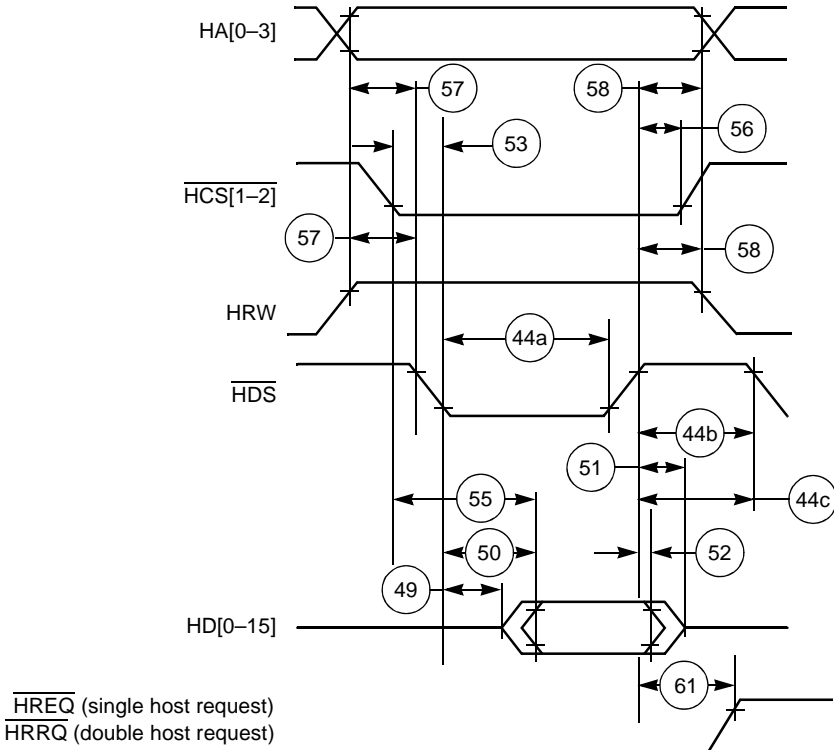 HA[0–3]
57
58
53
56
HCS[1–2]
57
58
HRW
44a
HDS
44b
51
55
44c
50
52
49
HD[0–15]
61
HREQ (single host request)
HRRQ (double host request)